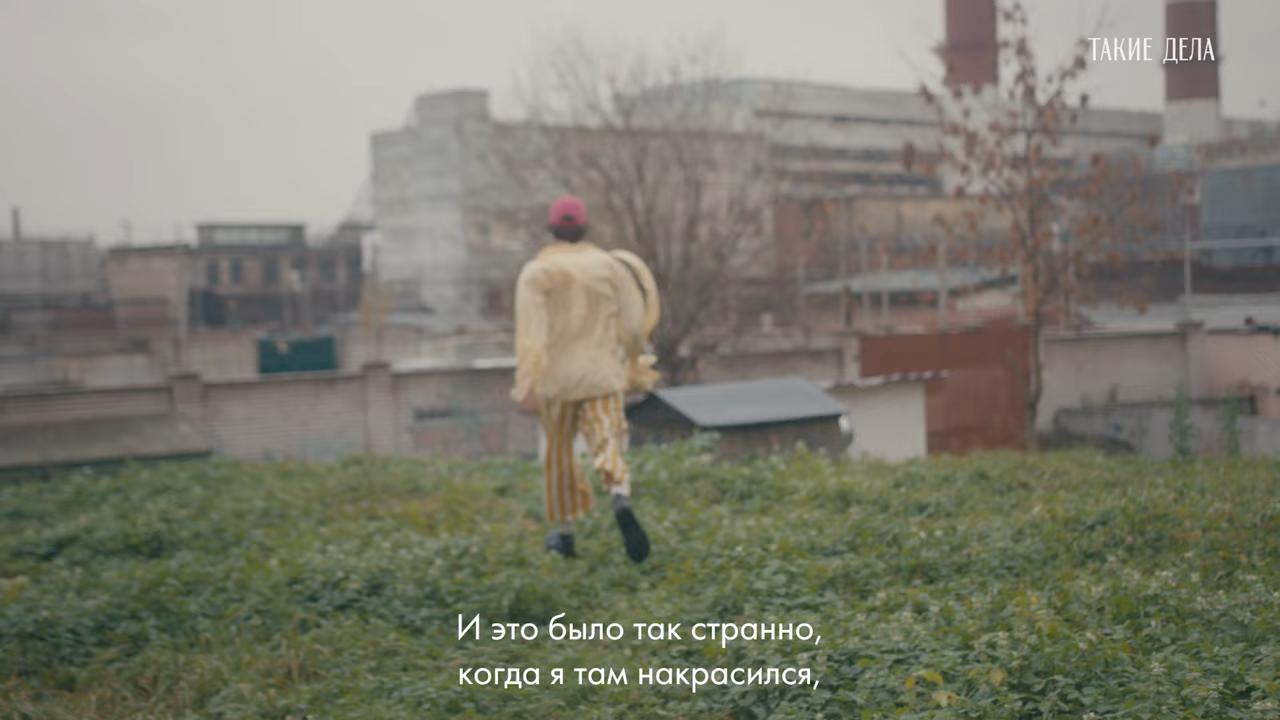 ТАКИЕ ДЕЛА
И это было так странно,
когда я там накрасился,